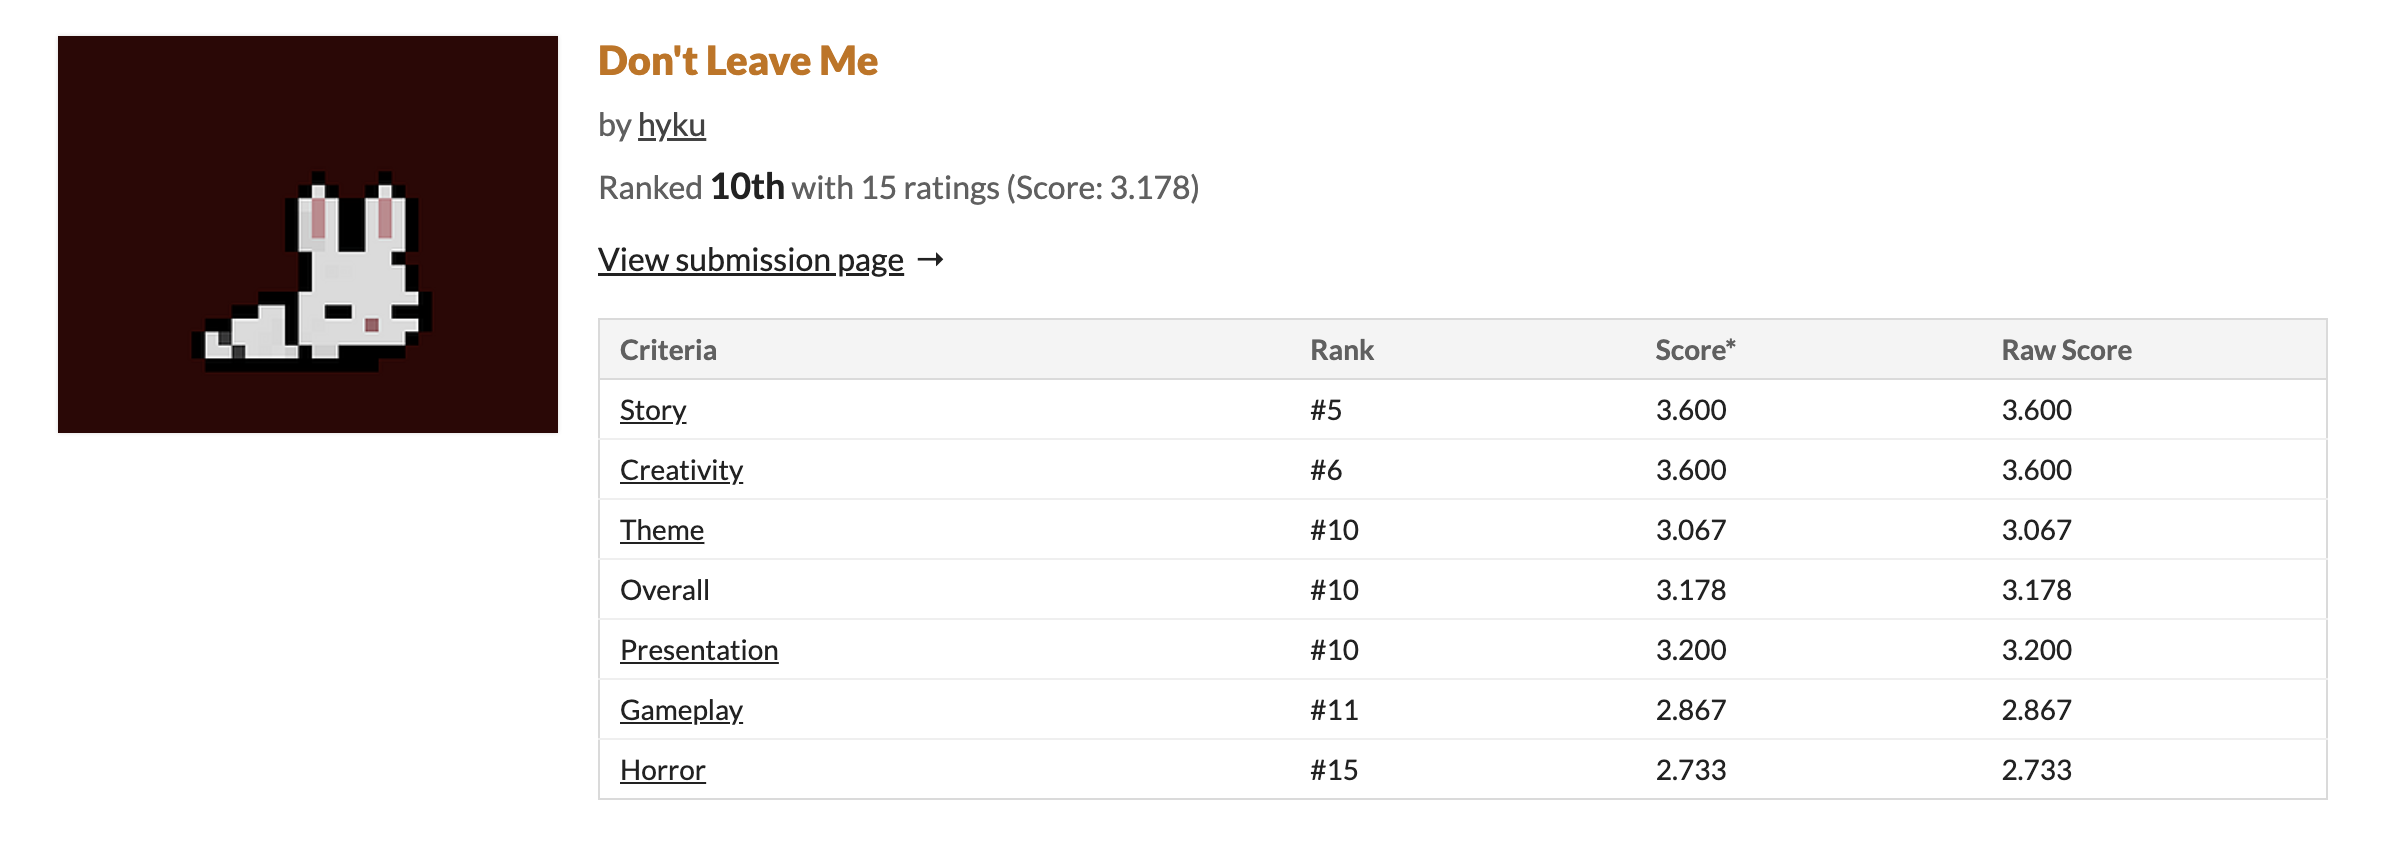 Don't Leave Me
by hyku
Ranked 10th with 15 ratings (Score: 3.178)
View submission page →
Criteria Rank Score* Raw Score
Story #5 3.600 3.600
Creativity #6 3.600 3.600
Theme #10 3.067 3.067
Overall #10 3.178 3.178
Presentation #10 3.200 3.200
Gameplay #11 2.867 2.867
Horror #15 2.733 2.733